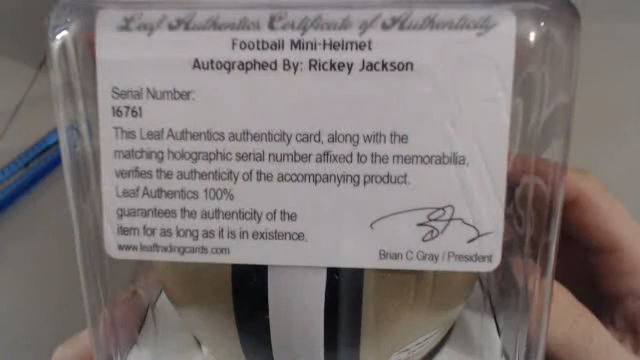 Leaf Authentics Certificate of Authenticity
Football Mini-Helmet
Autographed By: Rickey Jackson
Serial Number:
16761
This Leaf Authentics authenticity card, along with the
matching holographic serial number affixed to the memorabilia,
verifies the authenticity of the accompanying product.
Leaf Authentics 100%
guarantees the authenticity of the
item for as long as it is in existence.
www.leaftradingcards.com
Brian C Gray / President